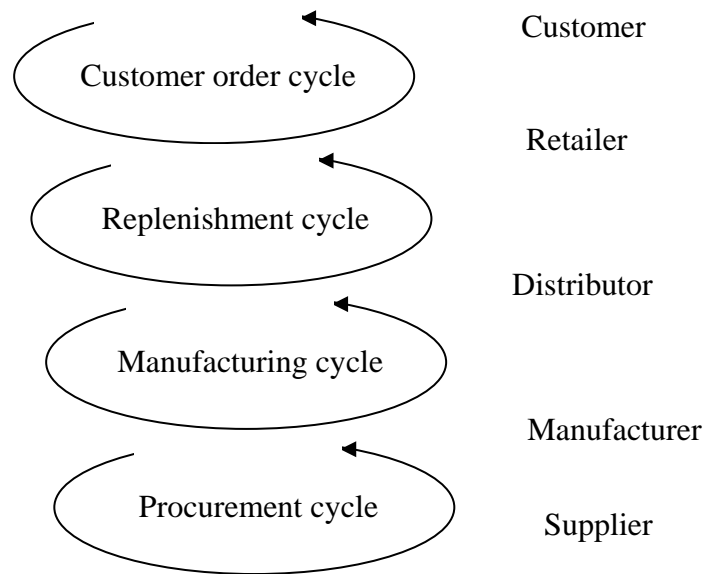 Customer
Customer order cycle
Retailer
Replenishment cycle
Distributor
Manufacturing cycle
Manufacturer
Procurement cycle
Supplier